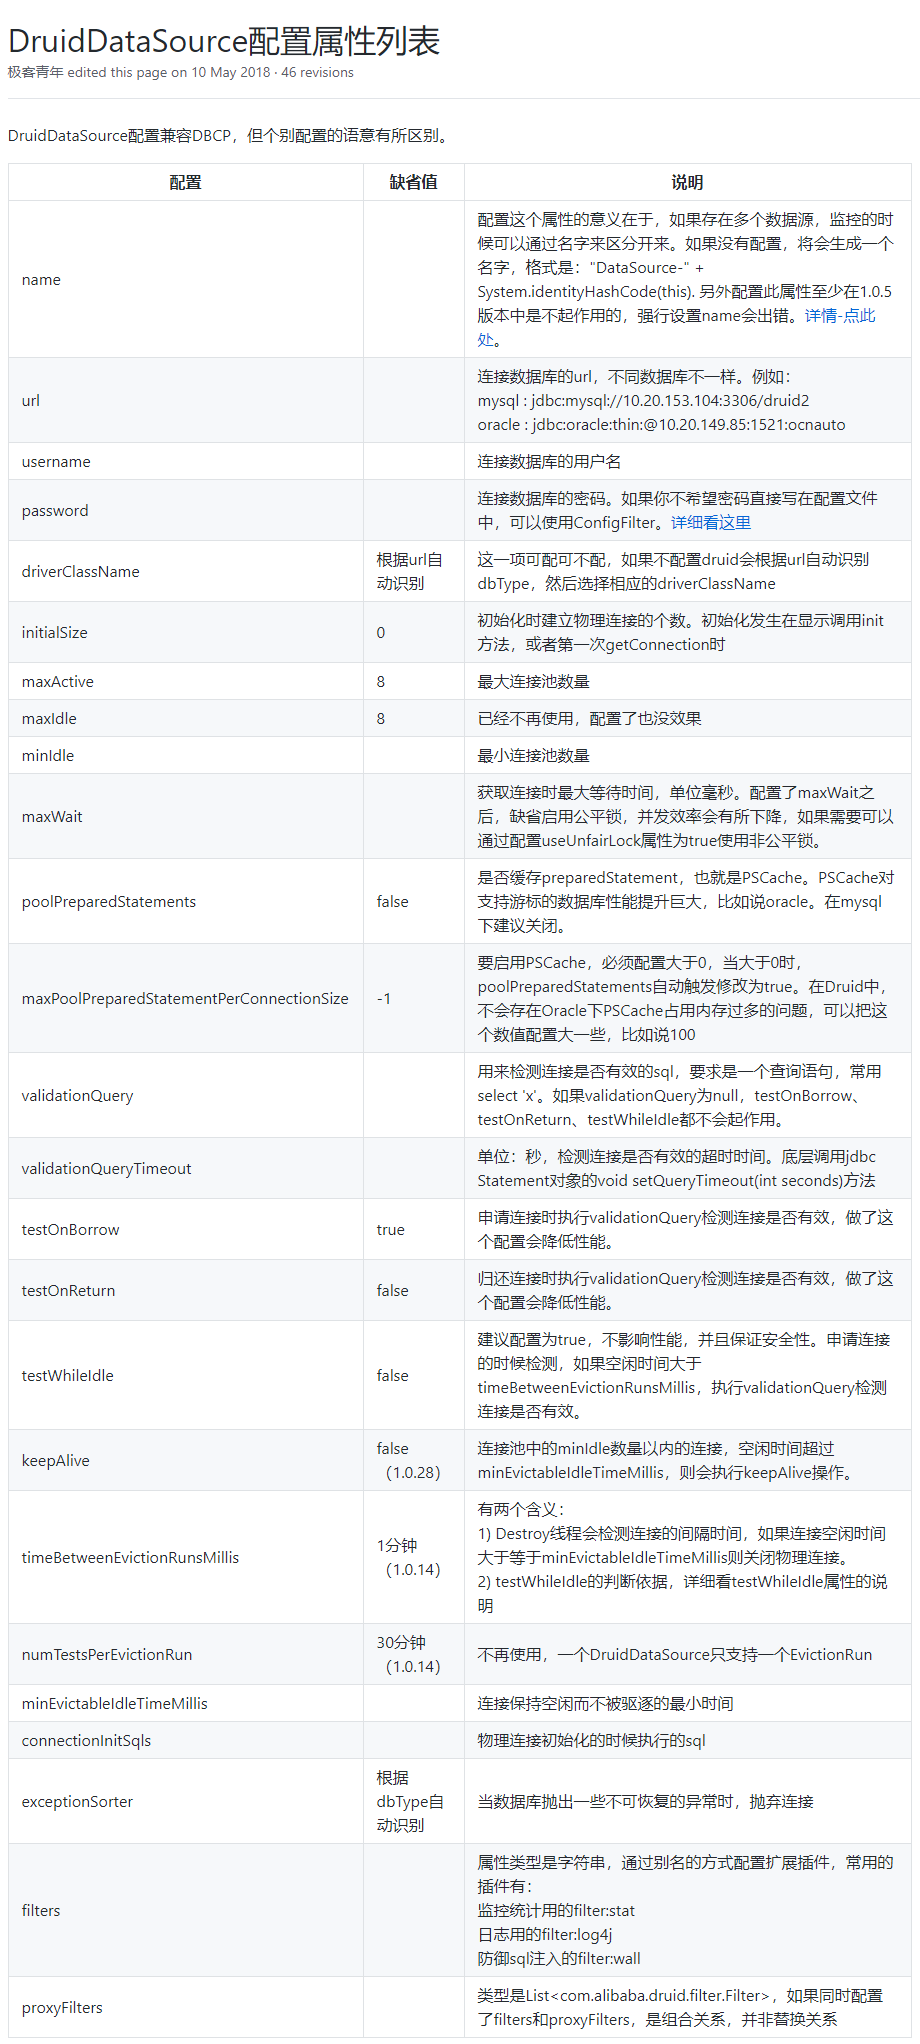 DruidDataSource配置属性列表
极客青年 edited this page on 10 May 2018 · 46 revisions
DruidDataSource配置兼容DBCP，但个别配置的语意有所区别。
配置 缺省值 说明
配置这个属性的意义在于，如果存在多个数据源，监控的时
候可以通过名字来区分开来。如果没有配置，将会生成一个
name 名字，格式是："DataSource-" +
System.identityHashCode(this). 另外配置此属性至少在1.0.5
版本中是不起作用的，强行设置name会出错。详情-点此
处。
连接数据库的url，不同数据库不一样。例如：
url mysql : jdbc:mysql://10.20.153.104:3306/druid2
oracle : jdbc:oracle:thin:@10.20.149.85:1521:ocnauto
username 连接数据库的用户名
password 连接数据库的密码。如果你不希望密码直接写在配置文件
中，可以使用ConfigFilter。详细看这里
driverClassName 根据url自 这一项可配可不配，如果不配置druid会根据url自动识别
动识别 dbType，然后选择相应的driverClassName
initialSize 0 初始化时建立物理连接的个数。初始化发生在显示调用init
方法，或者第一次getConnection时
maxActive 8 最大连接池数量
maxIdle 8 已经不再使用，配置了也没效果
minIdle 最小连接池数量
获取连接时最大等待时间，单位毫秒。配置了maxWait之
maxWait 后，缺省启用公平锁，并发效率会有所下降，如果需要可以
通过配置useUnfairLock属性为true使用非公平锁。
是否缓存preparedStatement，也就是PSCache。PSCache对
poolPreparedStatements false 支持游标的数据库性能提升巨大，比如说oracle。在mysql
下建议关闭。
要启用PSCache，必须配置大于0，当大于0时，
maxPoolPreparedStatementPerConnectionSize -1 poolPreparedStatements自动触发修改为true。在Druid中，
不会存在Oracle下PSCache占用内存过多的问题，可以把这
个数值配置大一些，比如说100
用来检测连接是否有效的sql，要求是一个查询语句，常用
validationQuery select 'x'。如果validationQuery为null，testOnBorrow、
testOnReturn、testWhileIdle都不会起作用。
validationQueryTimeout 单位：秒，检测连接是否有效的超时时间。底层调用jdbc
Statement对象的void setQueryTimeout(int seconds)方法
testOnBorrow true 申请连接时执行validationQuery检测连接是否有效，做了这
个配置会降低性能。
testOnReturn false 归还连接时执行validationQuery检测连接是否有效，做了这
个配置会降低性能。
建议配置为true，不影响性能，并且保证安全性。申请连接
testWhileIdle false 的时候检测，如果空闲时间大于
timeBetweenEvictionRunsMillis，执行validationQuery检测
连接是否有效。
keepAlive false 连接池中的minIdle数量以内的连接，空闲时间超过
（1.0.28） minEvictableIdleTimeMillis，则会执行keepAlive操作。
有两个含义：
timeBetweenEvictionRunsMillis 1分钟 1) Destroy线程会检测连接的间隔时间，如果连接空闲时间
（1.0.14） 大于等于minEvictableIdleTimeMillis则关闭物理连接。
2) testWhileIdle的判断依据，详细看testWhileIdle属性的说
明
numTestsPerEvictionRun 30分钟 不再使用，一个DruidDataSource只支持一个EvictionRun
（1.0.14）
minEvictableIdleTimeMillis 连接保持空闲而不被驱逐的最小时间
connectionInitSqls 物理连接初始化的时候执行的sql
根据
exceptionSorter dbType自 当数据库抛出一些不可恢复的异常时，抛弃连接
动识别
属性类型是字符串，通过别名的方式配置扩展插件，常用的
插件有：
filters 监控统计用的filter:stat
日志用的filter:log4j
防御sql注入的filter:wall
proxyFilters 类型是List<com.alibaba.druid.filter.Filter>，如果同时配置
了filters和proxyFilters，是组合关系，并非替换关系